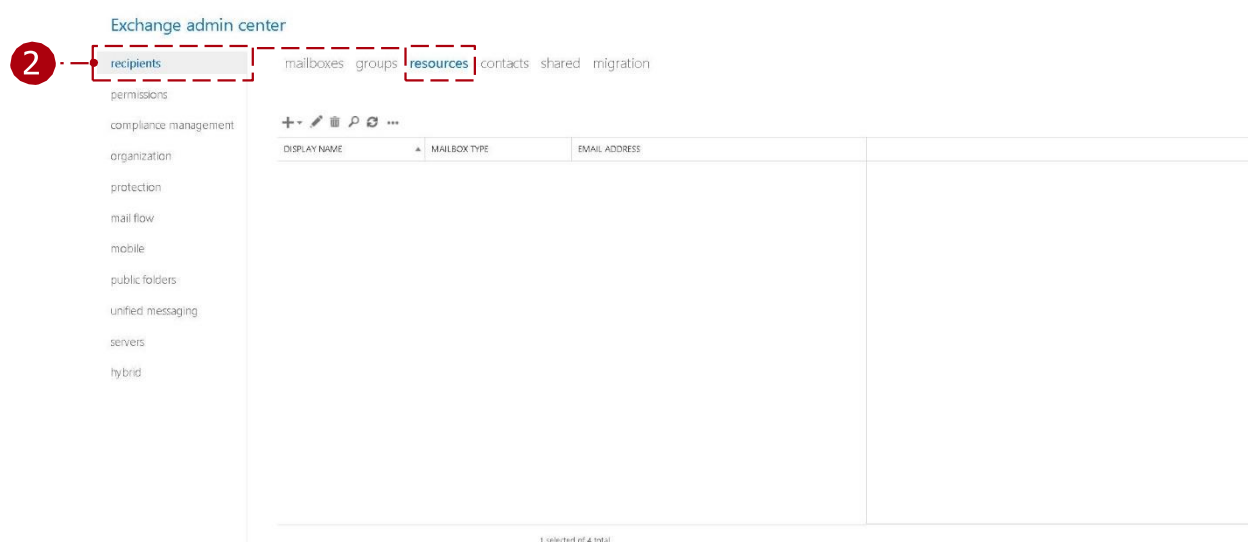 Exchange admin center
2
recipients
mailboxes groups resources contacts shared migration
permissions
compliance management
organization
protection
mail flow
mobile
public folders
unified messaging
servers
hybrid
DISPLAY NAME MAILBOX TYPE EMAIL ADDRESS
1 selected of 4 total